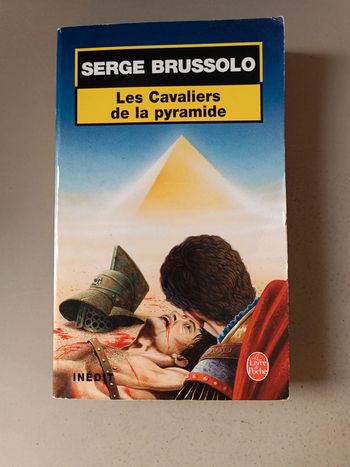 SERGE BRUSSOLO
Les Cavaliers
de la pyramide
INÉDIT
Le
Livre
de
Poche